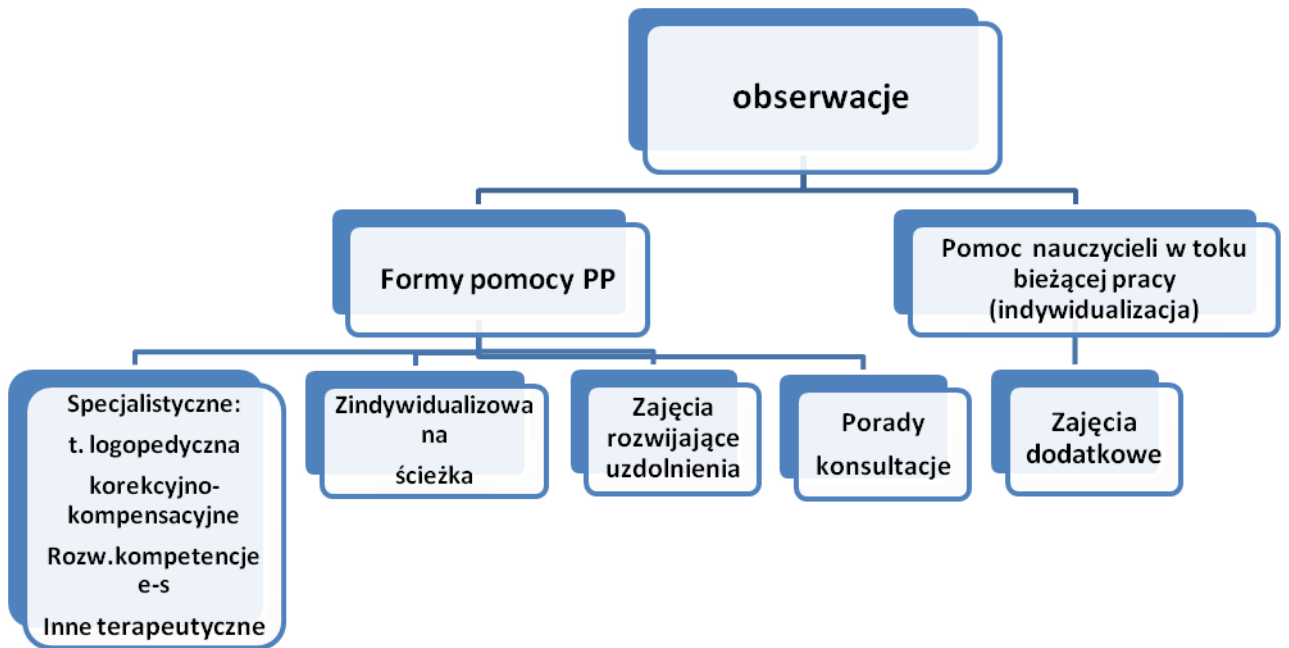 obserwacje
Formy pomocy PP
Pomoc nauczycieli w toku
bieżącej pracy
(indywidualizacja)
Specjalistyczne:
t. logopedyczna
korekcyjno-
kompensacyjne
Rozw.kompetencje
e-s
Inne terapeutyczne
Zindywidualizowa
na
ścieżka
Zajęcia
rozwijające
uzdolnienia
Porady
konsultacje
Zajęcia
dodatkowe